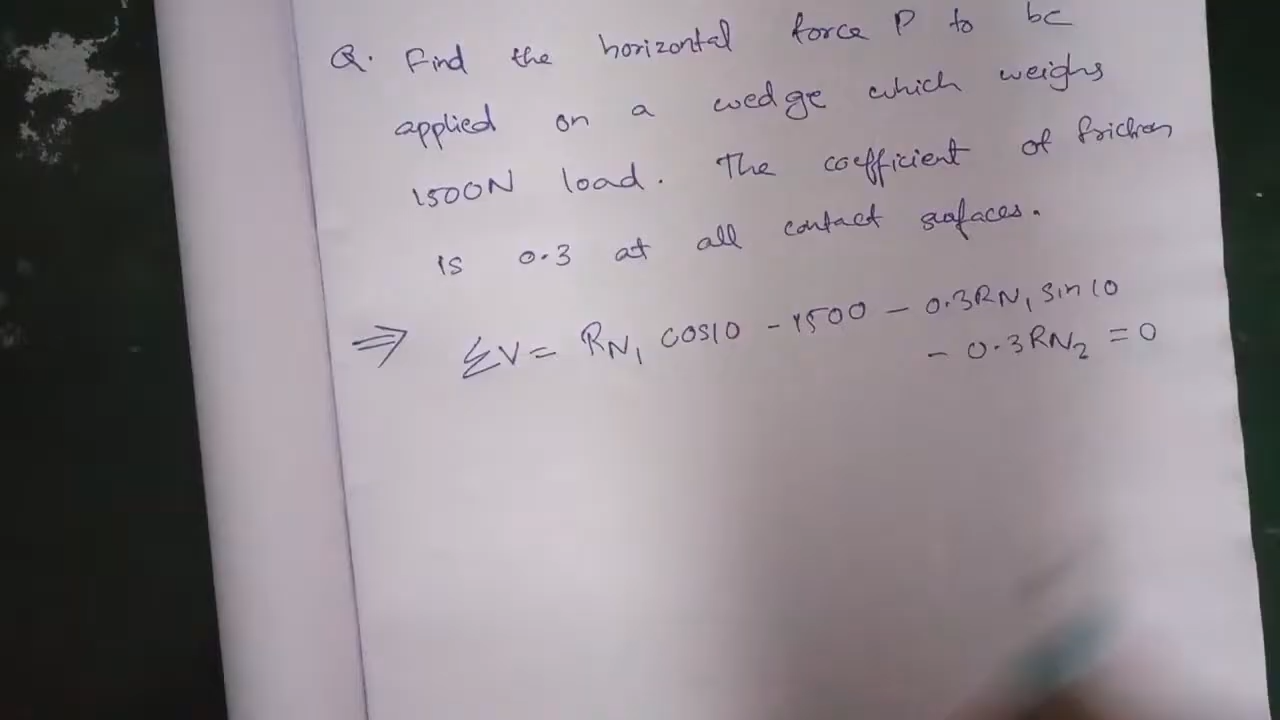 Q. Find the horizontal force P to be
applied on a wedge which weighs
1500N load. The coefficient of friction
is 0.3 at all contact surfaces.
⇒ ΣV = RN₁ cos10 - 1500 - 0.3RN₁ sin10
- 0.3RN₂ = 0